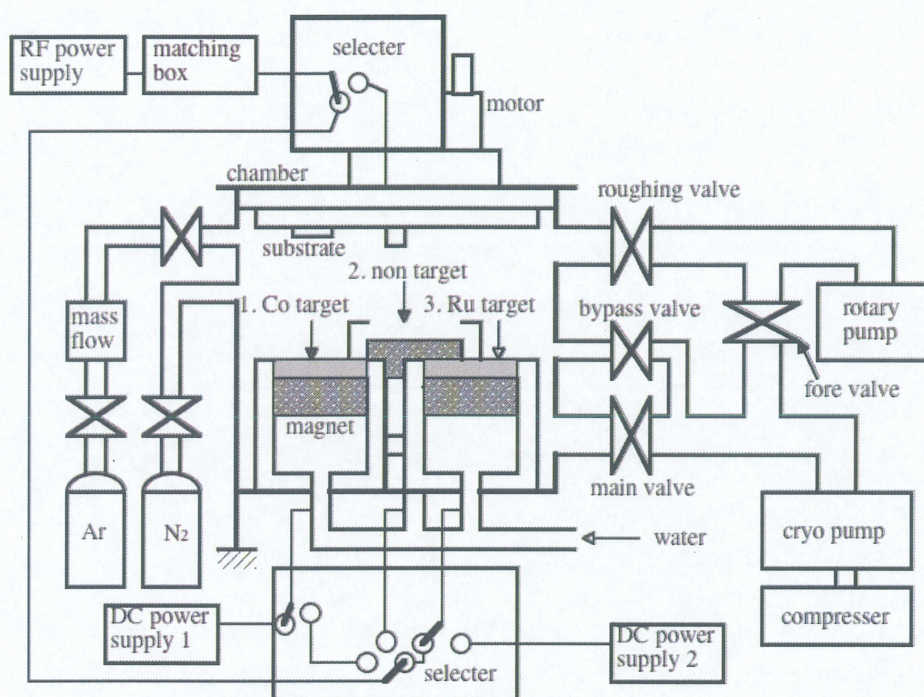 RF power
supply
matching
box
selecter
motor
chamber
roughing valve
substrate
2. non target
1. Co target
3. Ru target
bypass valve
mass
flow
rotary
pump
fore valve
magnet
main valve
Ar
N2
water
cryo pump
compresser
DC power
supply 1
selecter
DC power
supply 2